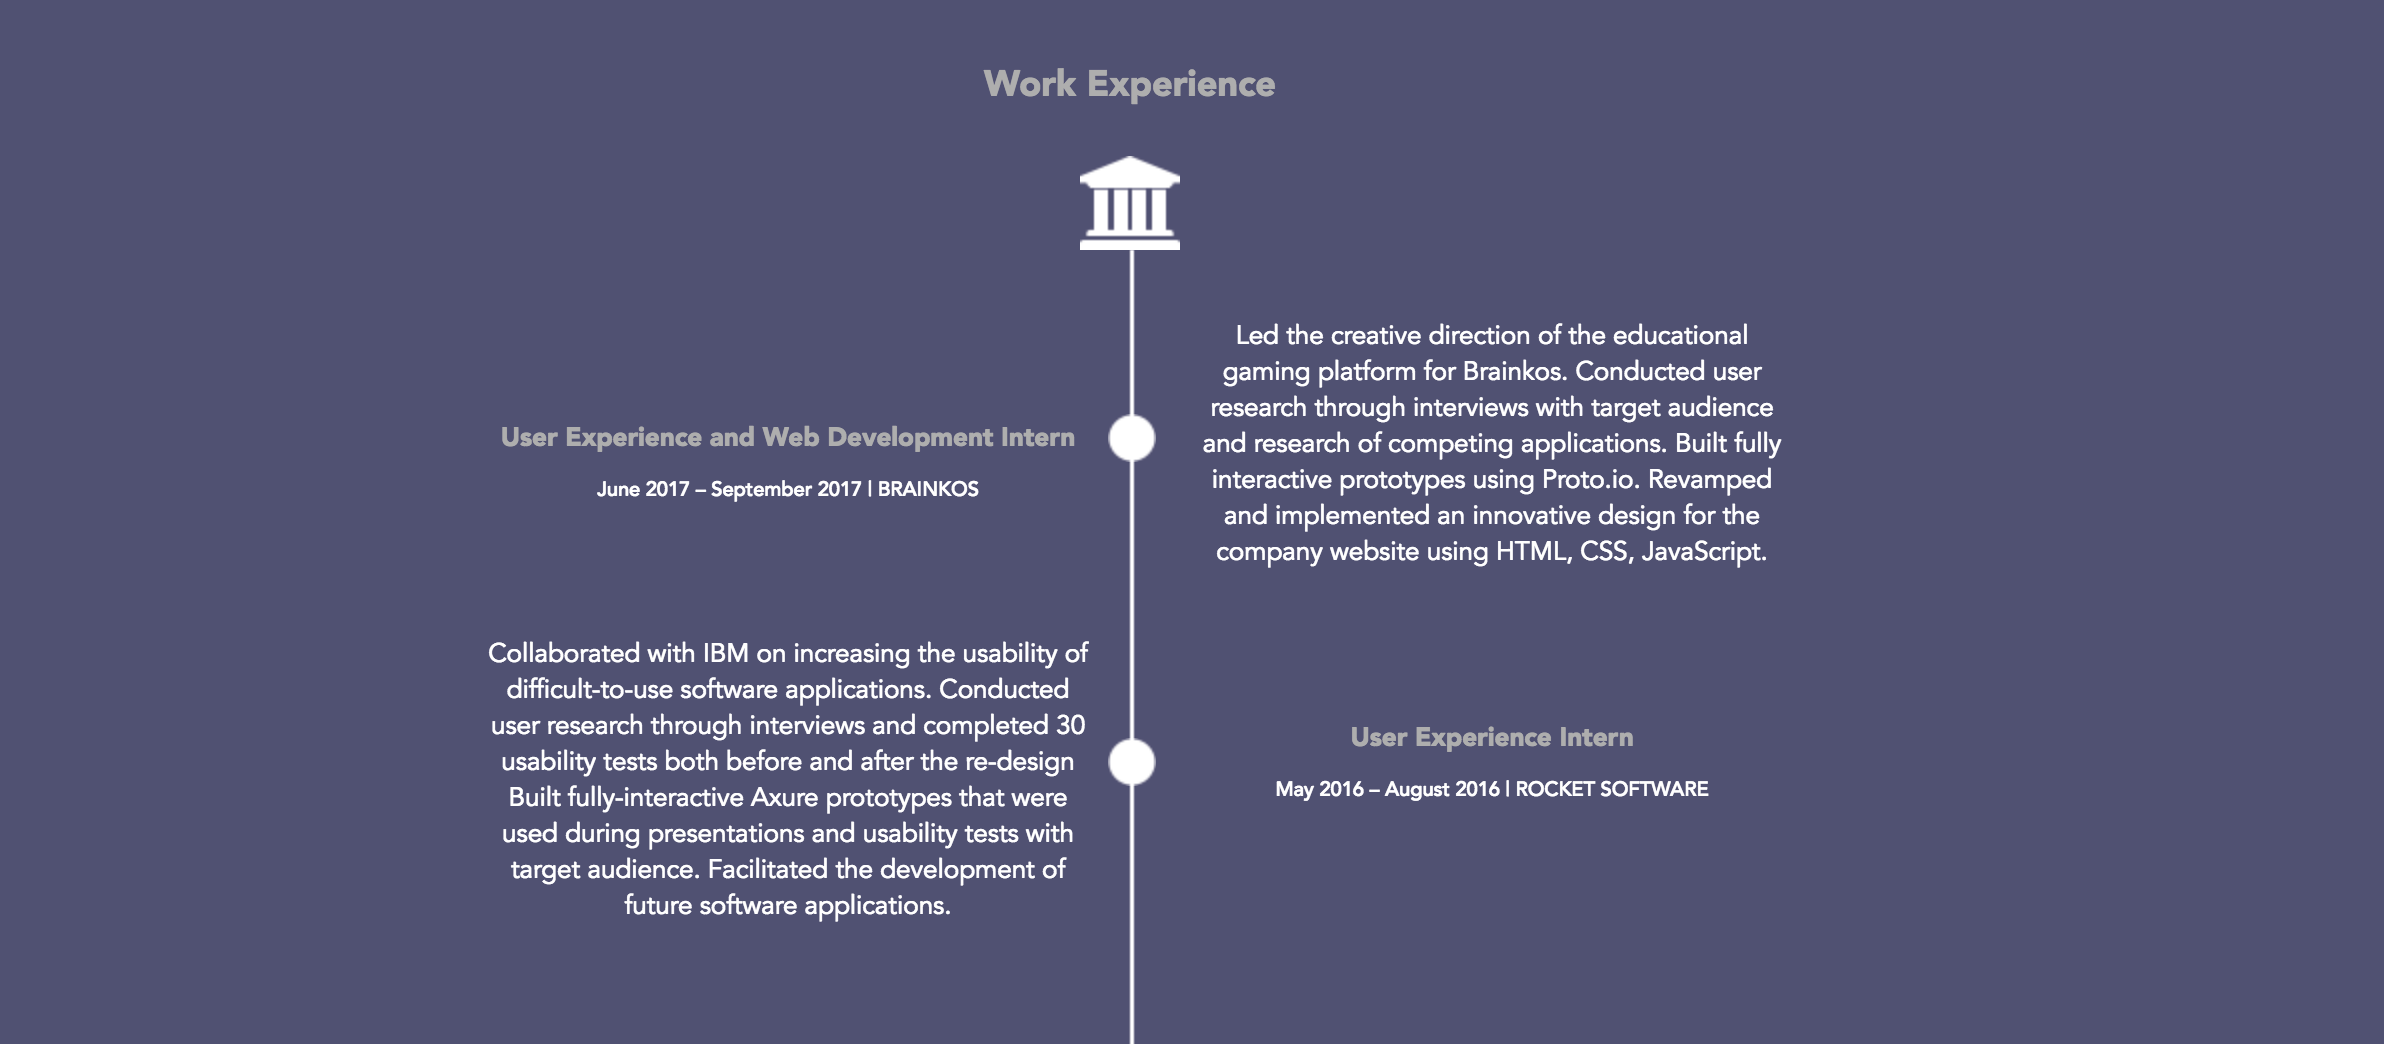 Work Experience
User Experience and Web Development Intern
June 2017 – September 2017 | BRAINKOS
Led the creative direction of the educational
gaming platform for Brainkos. Conducted user
research through interviews with target audience
and research of competing applications. Built fully
interactive prototypes using Proto.io. Revamped
and implemented an innovative design for the
company website using HTML, CSS, JavaScript.
Collaborated with IBM on increasing the usability of
difficult-to-use software applications. Conducted
user research through interviews and completed 30
usability tests both before and after the re-design
Built fully-interactive Axure prototypes that were
used during presentations and usability tests with
target audience. Facilitated the development of
future software applications.
User Experience Intern
May 2016 – August 2016 | ROCKET SOFTWARE